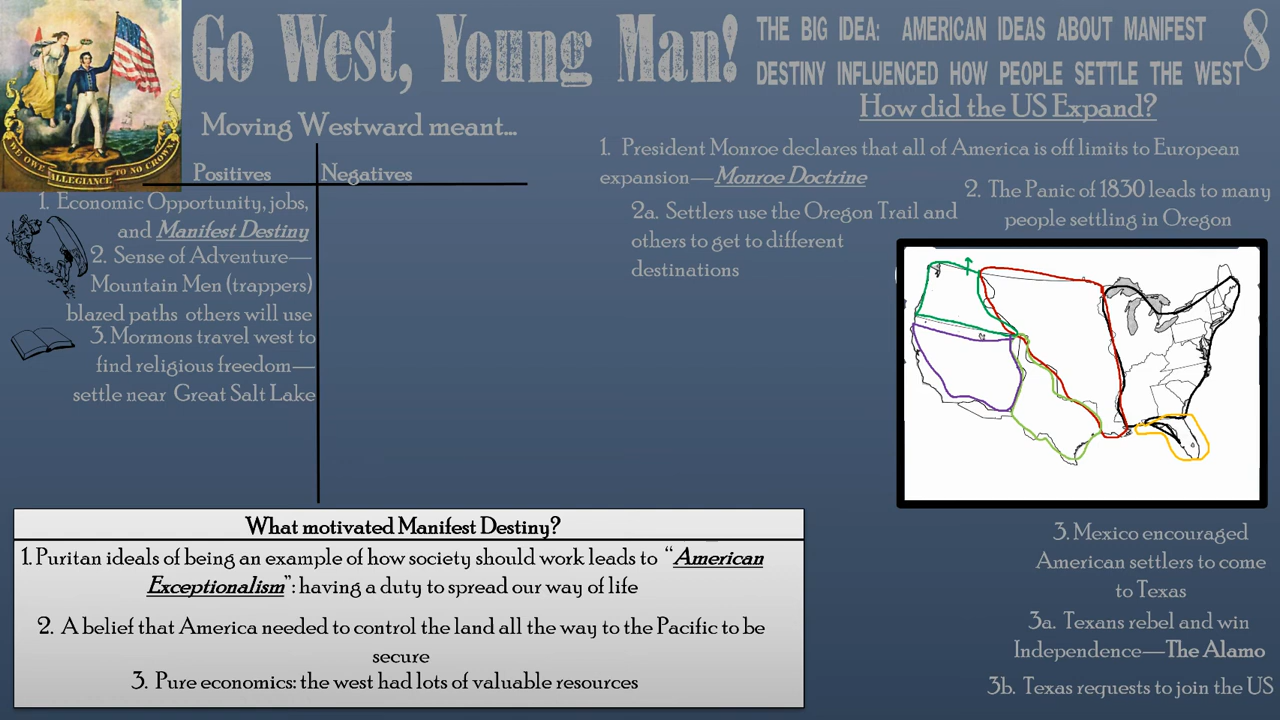 WE OWE ALLEGIANCE TO NO CROWN
Go West, Young Man!
THE BIG IDEA: AMERICAN IDEAS ABOUT MANIFEST
DESTINY INFLUENCED HOW PEOPLE SETTLE THE WEST
8
Moving Westward meant...
Positives
Negatives
1. Economic Opportunity, jobs,
and Manifest Destiny
2. Sense of Adventure—
Mountain Men (trappers)
blazed paths others will use
3. Mormons travel west to
find religious freedom—
settle near Great Salt Lake
What motivated Manifest Destiny?
1. Puritan ideals of being an example of how society should work leads to “American
Exceptionalism”: having a duty to spread our way of life
2. A belief that America needed to control the land all the way to the Pacific to be
secure
3. Pure economics: the west had lots of valuable resources
How did the US Expand?
1. President Monroe declares that all of America is off limits to European
expansion—Monroe Doctrine
2. The Panic of 1830 leads to many
people settling in Oregon
2a. Settlers use the Oregon Trail and
others to get to different
destinations
3. Mexico encouraged
American settlers to come
to Texas
3a. Texans rebel and win
Independence—The Alamo
3b. Texas requests to join the US